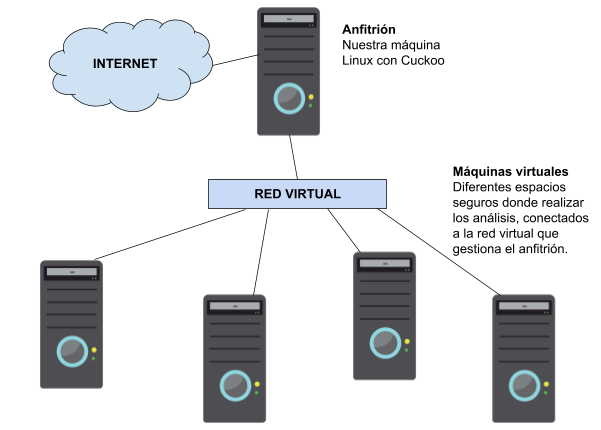 INTERNET
Anfitrión
Nuestra máquina
Linux con Cuckoo
RED VIRTUAL
Máquinas virtuales
Diferentes espacios
seguros donde realizar
los análisis, conectados
a la red virtual que
gestiona el anfitrión.